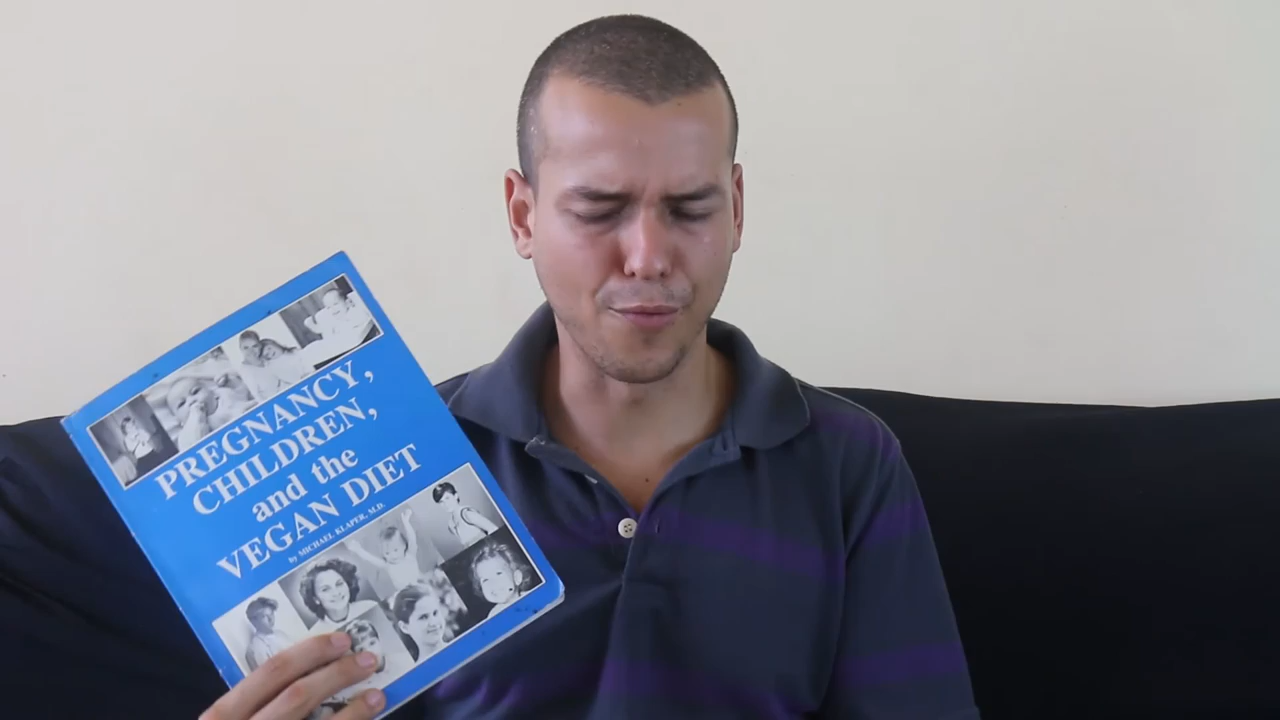 PREGNANCY,
CHILDREN,
and the
VEGAN DIET
by MICHAEL KLAPER, M.D.